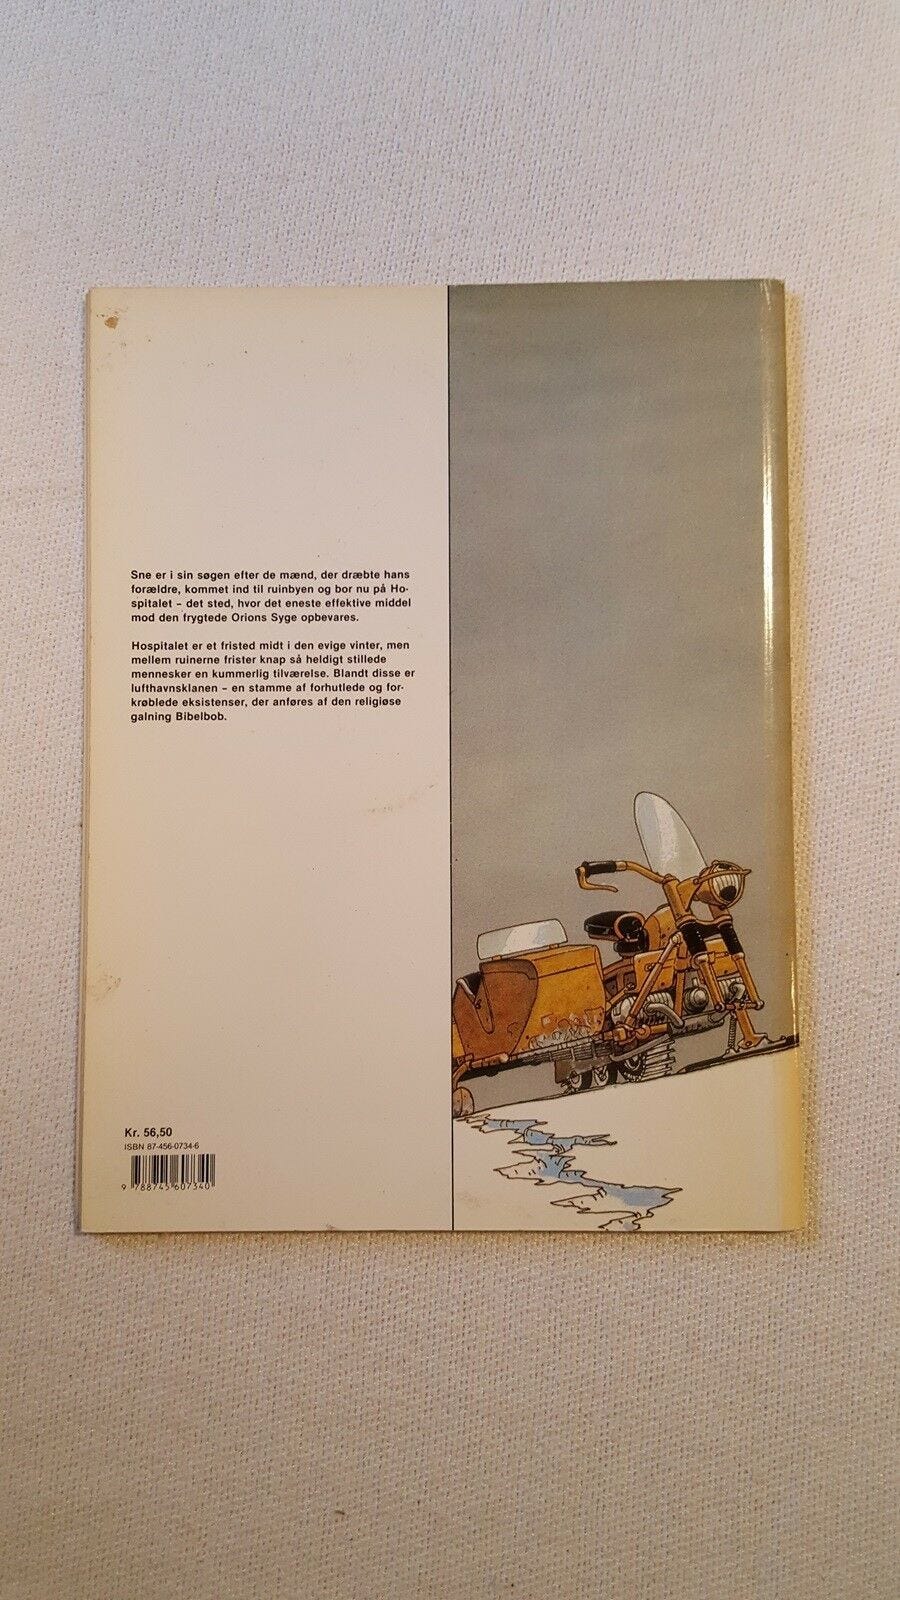 Sne er i sin søgen efter de mænd, der dræbte hans
forældre, kommet ind til ruinbyen og bor nu på Ho-
spitalet – det sted, hvor det eneste effektive middel
mod den frygtede Orions Syge opbevares.
Hospitalet er et fristed midt i den evige vinter, men
mellem ruinerne frister knap så heldigt stillede
mennesker en kummerlig tilværelse. Blandt disse er
lufthavnsklanen – en stamme af forhutlede og for-
krøblede eksistenser, der anføres af den religiøse
galning Bibelbob.
Kr. 56,50
ISBN 87-456-0734-6
9 788745 607340